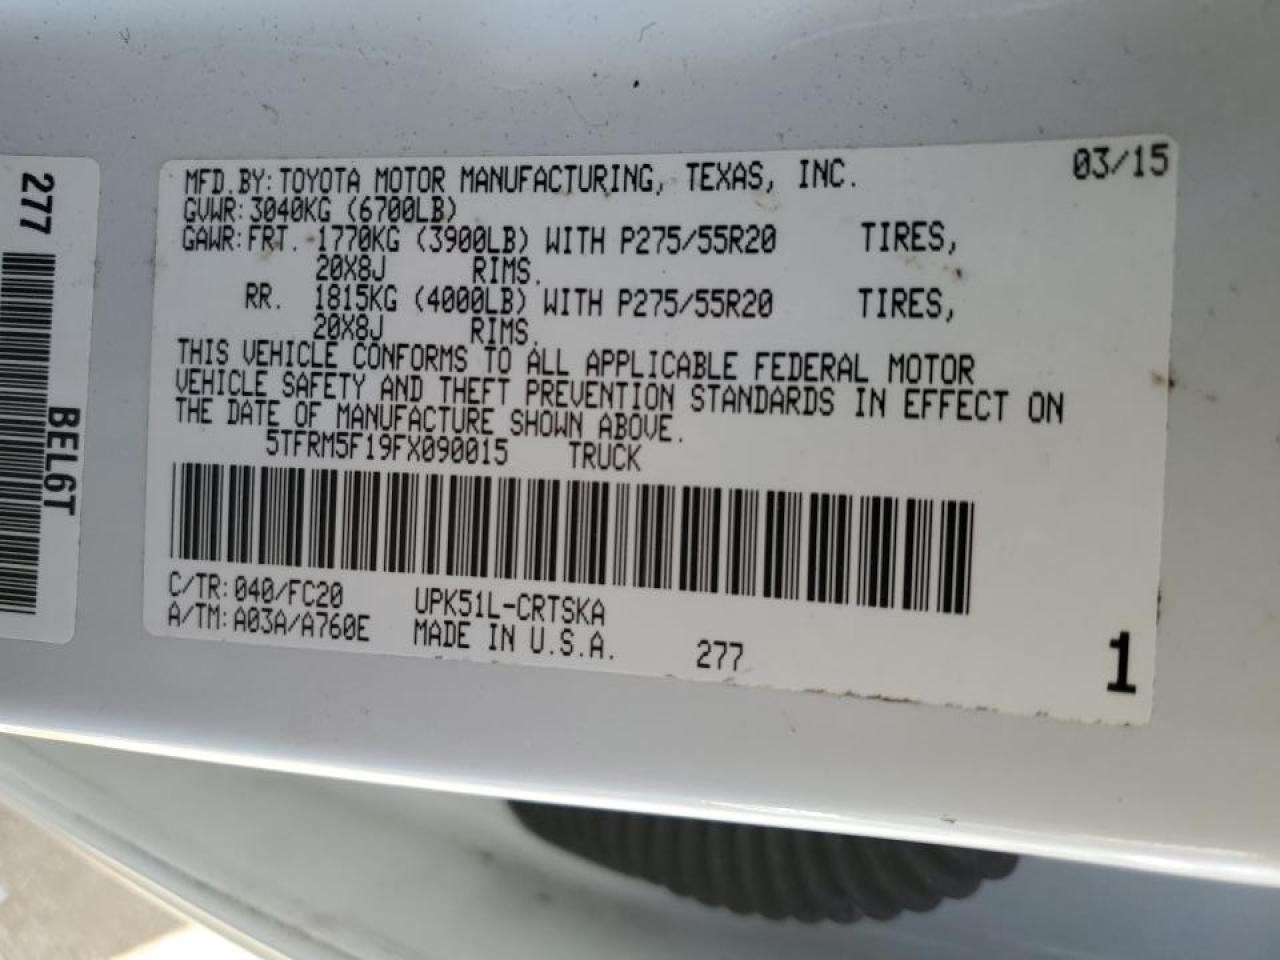 277
BEL6T
MFD.BY:TOYOTA MOTOR MANUFACTURING, TEXAS, INC. 03/15
GVWR:3040KG (6700LB)
GAWR:FRT. 1770KG (3900LB) WITH P275/55R20 TIRES,
20X8J RIMS.
RR. 1815KG (4000LB) WITH P275/55R20 TIRES,
20X8J RIMS.
THIS VEHICLE CONFORMS TO ALL APPLICABLE FEDERAL MOTOR
VEHICLE SAFETY AND THEFT PREVENTION STANDARDS IN EFFECT ON
THE DATE OF MANUFACTURE SHOWN ABOVE.
5TFRM5F19FX090015 TRUCK
C/TR:040/FC20 UPK51L-CRTSKA
A/TM:A03A/A760E MADE IN U.S.A. 277
1